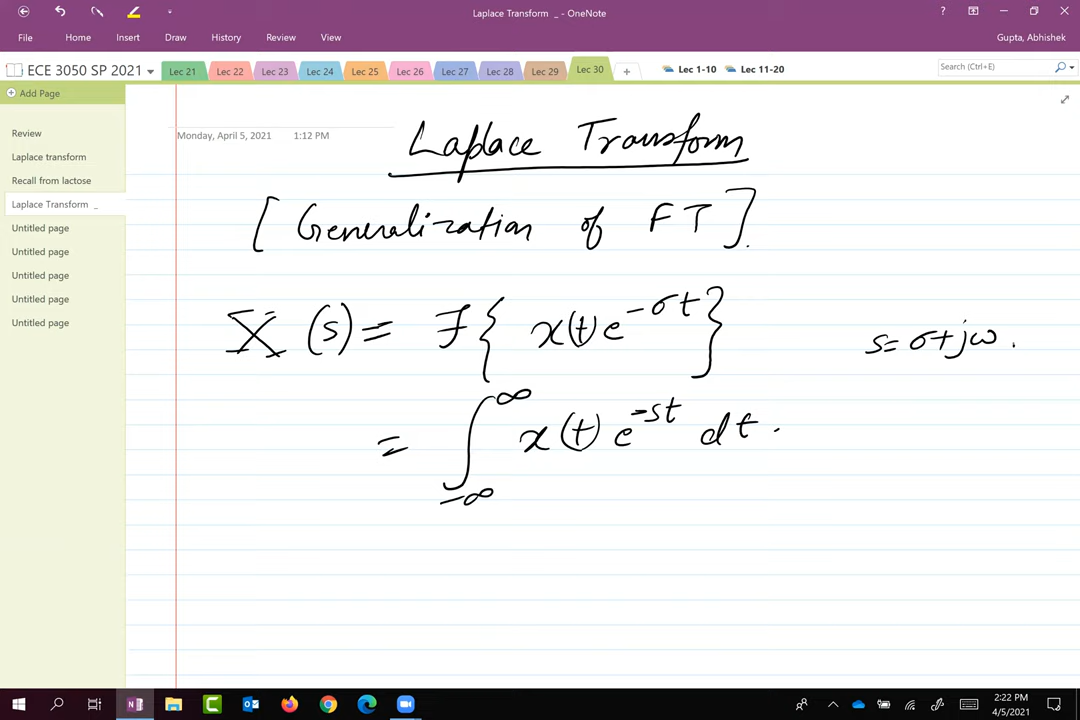 Laplace Transform _ - OneNote
?
File Home Insert Draw History Review View
Gupta, Abhishek
ECE 3050 SP 2021
Lec 21 Lec 22 Lec 23 Lec 24 Lec 25 Lec 26 Lec 27 Lec 28 Lec 29 Lec 30 + Lec 1-10 Lec 11-20
Search (Ctrl+E)
Add Page
Review
Laplace transform
Recall from lactose
Laplace Transform _
Untitled page
Untitled page
Untitled page
Untitled page
Untitled page
Monday, April 5, 2021 1:12 PM
Laplace Transform
[ Generalization of FT ].
X(s) = F{ x(t) e^{-σt} } s = σ+jω.
= ∫_{-∞}^{∞} x(t) e^{-st} dt.
2:22 PM
4/5/2021